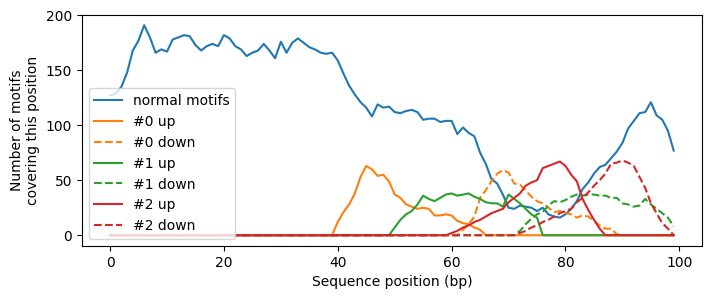 200
150
100
50
0
Number of motifs
covering this position
normal motifs
#0 up
#0 down
#1 up
#1 down
#2 up
#2 down
0 20 40 60 80 100
Sequence position (bp)